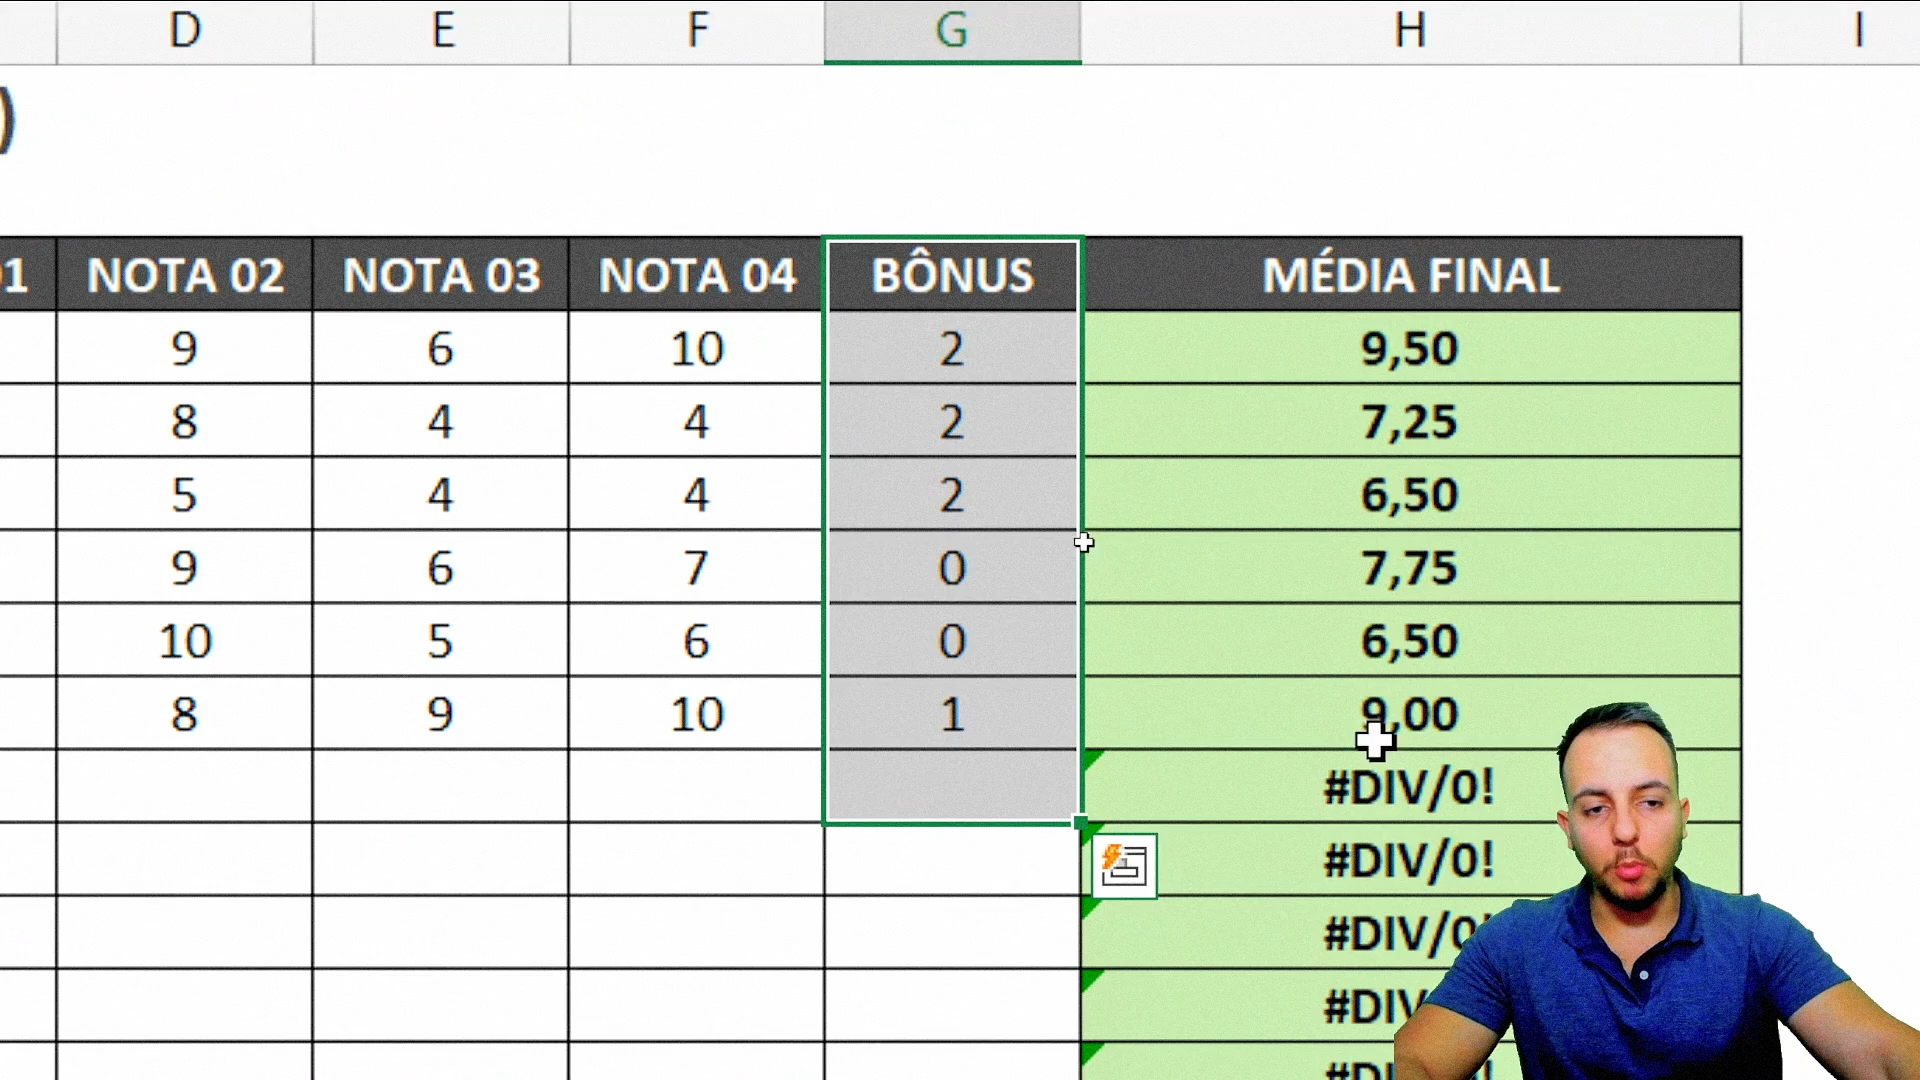 D E F G H I
)
01 NOTA 02 NOTA 03 NOTA 04 BÔNUS MÉDIA FINAL
9 6 10 2 9,50
8 4 4 2 7,25
5 4 4 2 6,50
9 6 7 0 7,75
10 5 6 0 6,50
8 9 10 1 9,00
#DIV/0!
#DIV/0!
#DIV/0!
#DIV
#DI